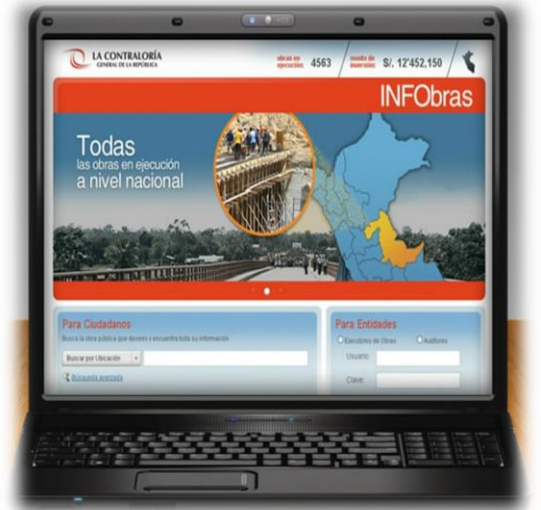 LA CONTRALORÍA
GENERAL DE LA REPÚBLICA
obras en
ejecución: 4563
monto de
inversión: S/. 12'452,150
INFObras
Todas
las obras en ejecución
a nivel nacional
Para Ciudadanos
Busca la obra pública que desees y encuentra toda su información
Buscar por Ubicación
Búsqueda avanzada
Para Entidades
Ejecutores de Obras
Auditores
Usuario:
Clave: